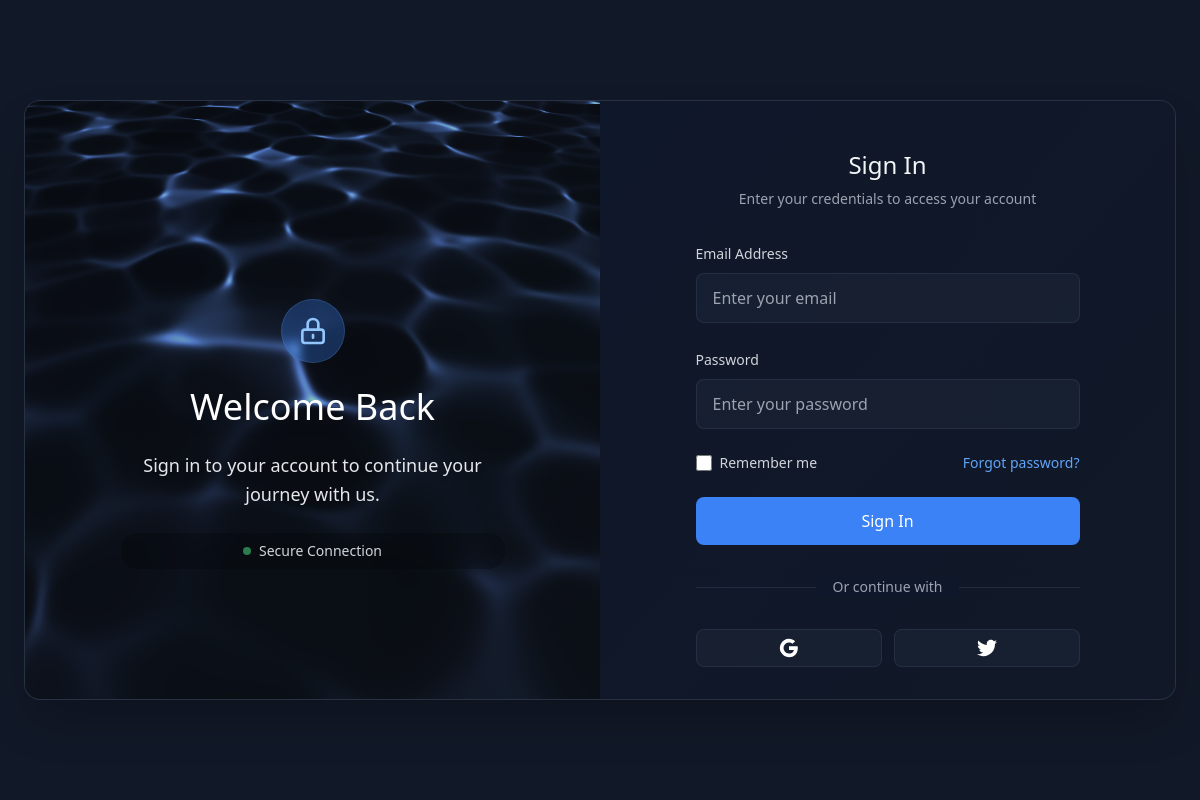 Welcome Back
Sign in to your account to continue your
journey with us.
Secure Connection
Sign In
Enter your credentials to access your account
Email Address
Enter your email
Password
Enter your password
Remember me
Forgot password?
Sign In
Or continue with